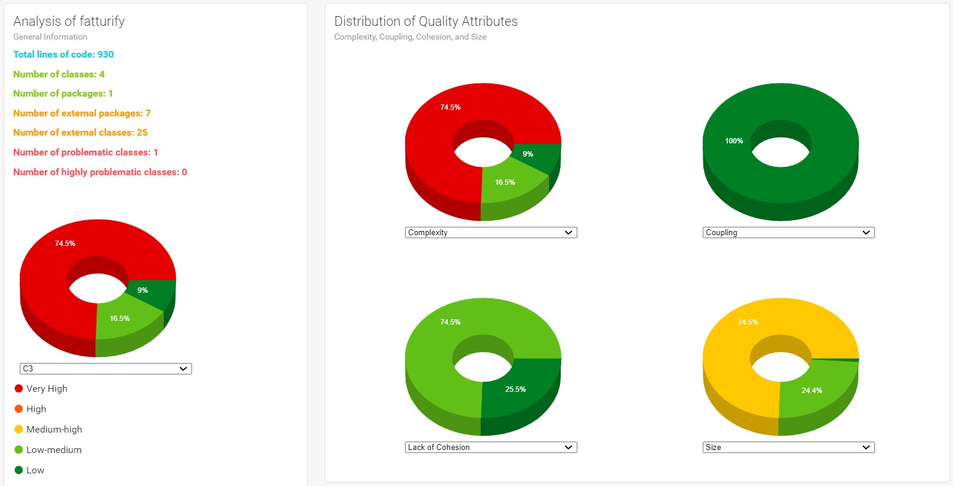 Analysis of fatturify
General Information
Total lines of code: 930
Number of classes: 4
Number of packages: 1
Number of external packages: 7
Number of external classes: 25
Number of problematic classes: 1
Number of highly problematic classes: 0
74.5%
9%
16.5%
C3
Very High
High
Medium-high
Low-medium
Low
Distribution of Quality Attributes
Complexity, Coupling, Cohesion, and Size
74.5%
9%
16.5%
Complexity
100%
Coupling
74.5%
25.5%
Lack of Cohesion
74.5%
24.4%
Size